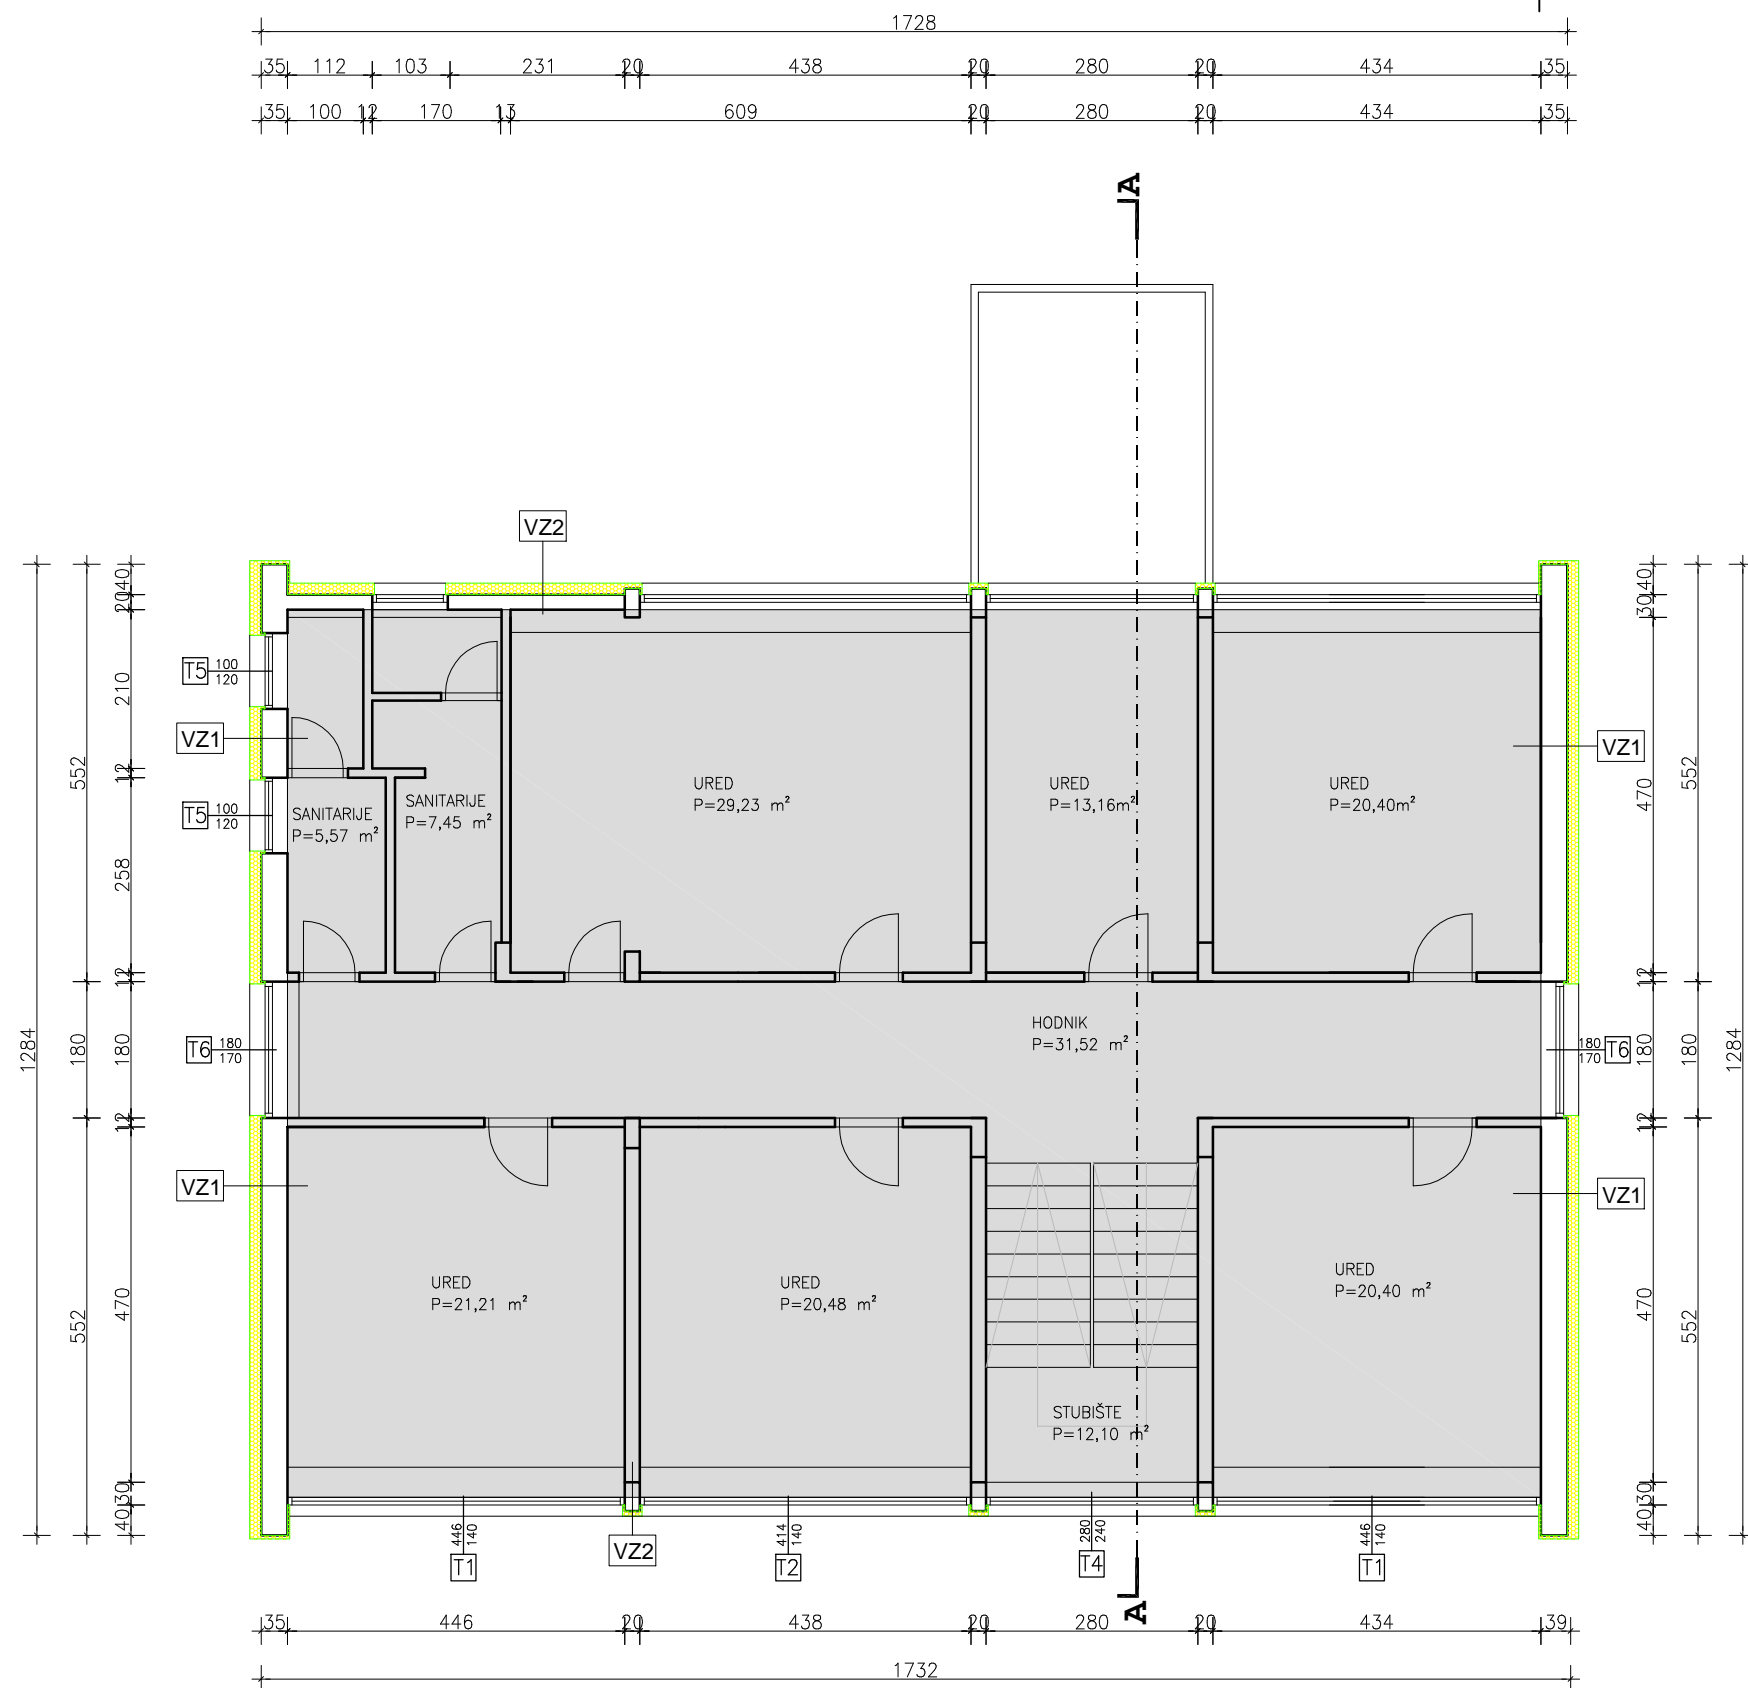 1728
35 112 103 231 20 438 20 280 20 434 35
35 100 12 170 13 609 20 280 20 434 35
A
VZ2
1284
552
180
552
20 40
210
12
258
12
180
12
470
30
40
T5 100
120
VZ1
T5 100
120
T6 180
170
VZ1
SANITARIJE
P=5,57 m²
SANITARIJE
P=7,45 m²
URED
P=29,23 m²
URED
P=13,16m²
URED
P=20,40m²
HODNIK
P=31,52 m²
URED
P=21,21 m²
URED
P=20,48 m²
STUBIŠTE
P=12,10 m²
URED
P=20,40 m²
VZ1
180
170 T6
VZ1
30 40
470
12
180
12
470
30
40
552
180
552
1284
446
140
T1
VZ2
414
140
T2
280
240
T4
446
140
T1
A
35 446 20 438 20 280 20 434 39
1732